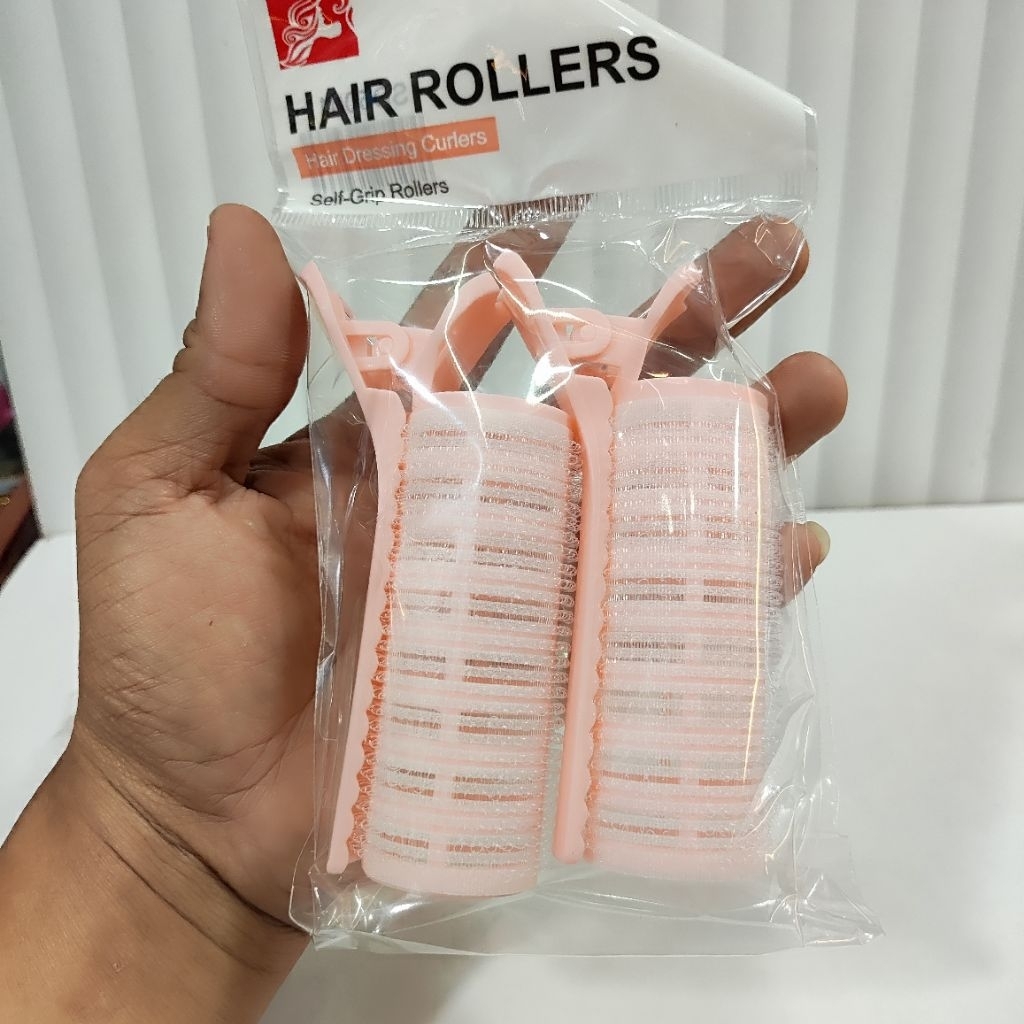 HAIR ROLLERS
Hair Dressing Curlers
Self-Grip Rollers